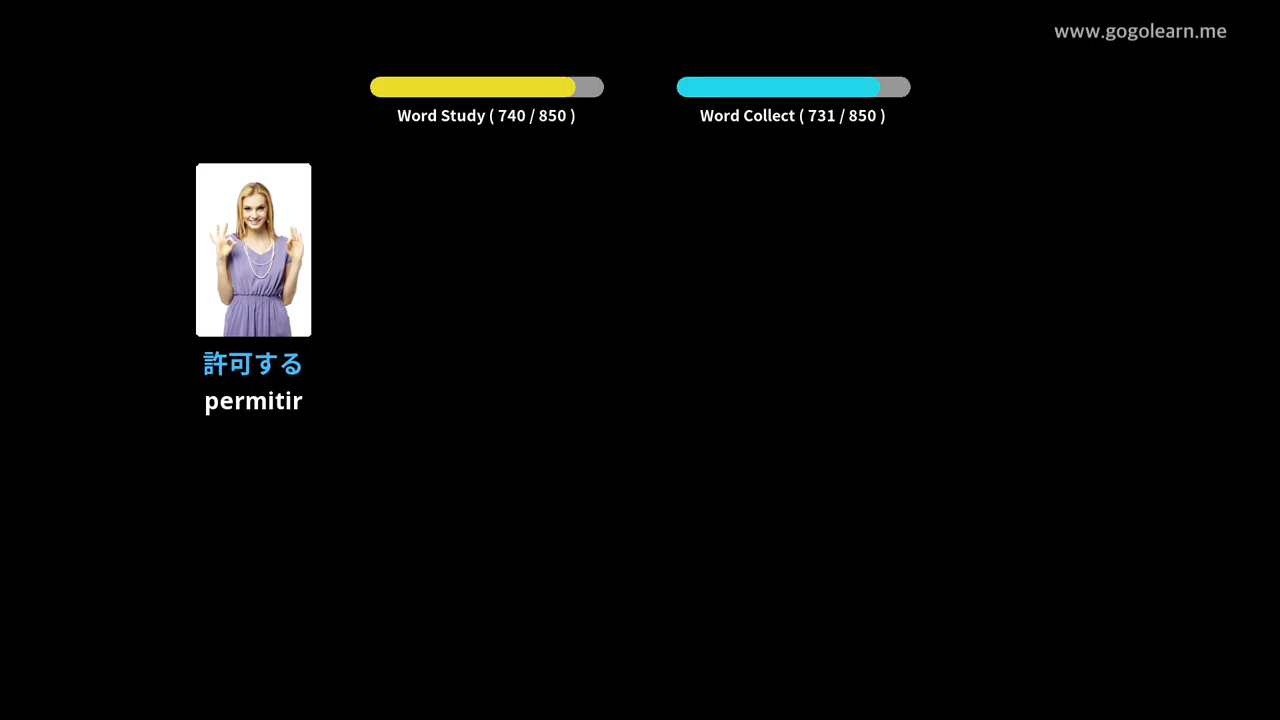 www.gogolearn.me
Word Study ( 740 / 850 )
Word Collect ( 731 / 850 )
許可する
permitir